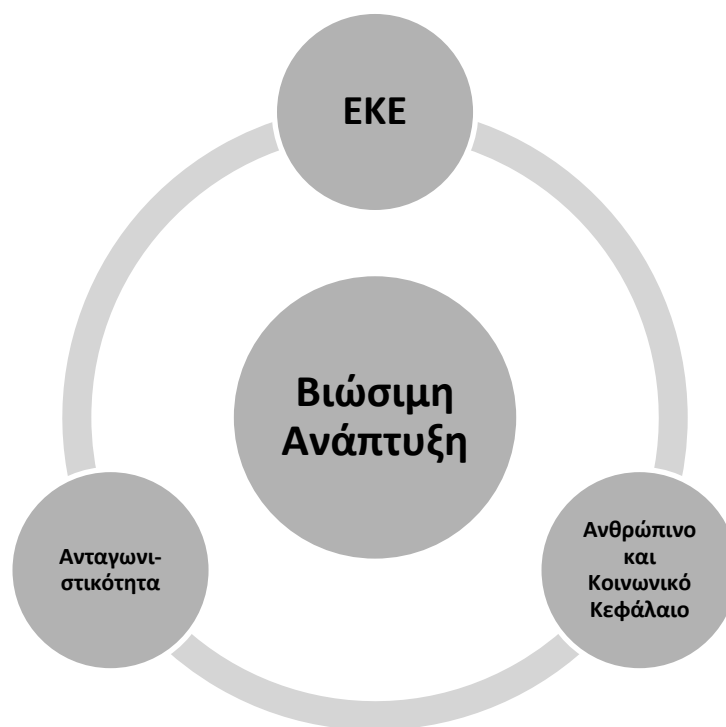 ΕΚΕ
Βιώσιμη
Ανάπτυξη
Ανταγωνι-
στικότητα
Ανθρώπινο
και
Κοινωνικό
Κεφάλαιο